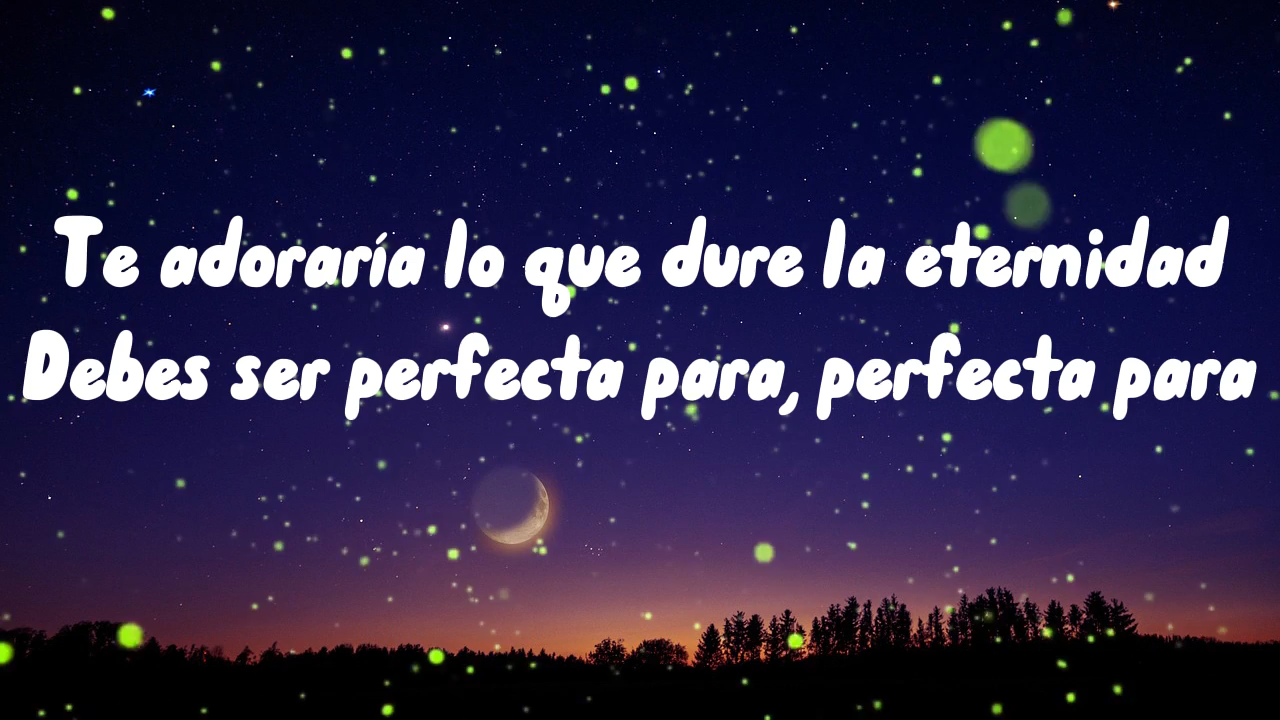 Te adoraría lo que dure la eternidad
Debes ser perfecta para, perfecta para